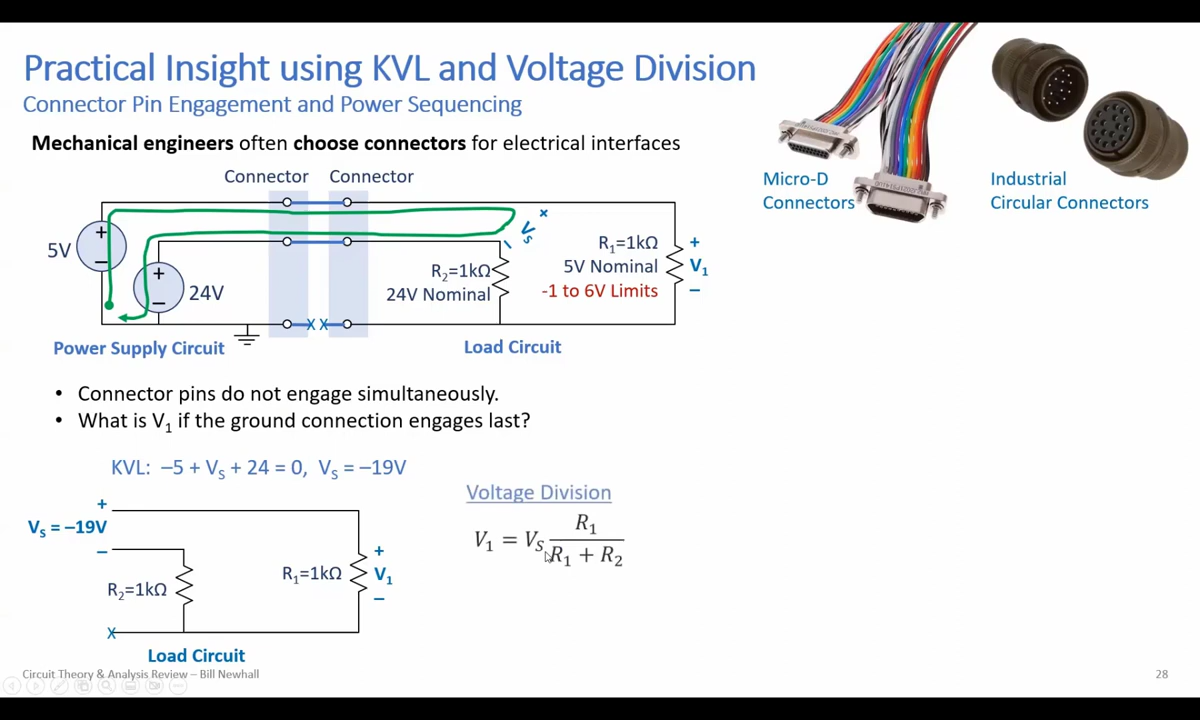 Practical Insight using KVL and Voltage Division
Connector Pin Engagement and Power Sequencing
Mechanical engineers often choose connectors for electrical interfaces
Connector Connector
Micro-D
Connectors
Industrial
Circular Connectors
5V
+
−
+
−
24V
+
Vs
−
R2=1kΩ
24V Nominal
R1=1kΩ
5V Nominal
-1 to 6V Limits
+
V1
−
X X
Power Supply Circuit
Load Circuit
• Connector pins do not engage simultaneously.
• What is V1 if the ground connection engages last?
KVL: −5 + VS + 24 = 0, VS = −19V
+
VS = −19V
−
R2=1kΩ
X
R1=1kΩ
+
V1
−
Load Circuit
Voltage Division
V1 = VS R1 / R1 + R2
Circuit Theory & Analysis Review – Bill Newhall
28